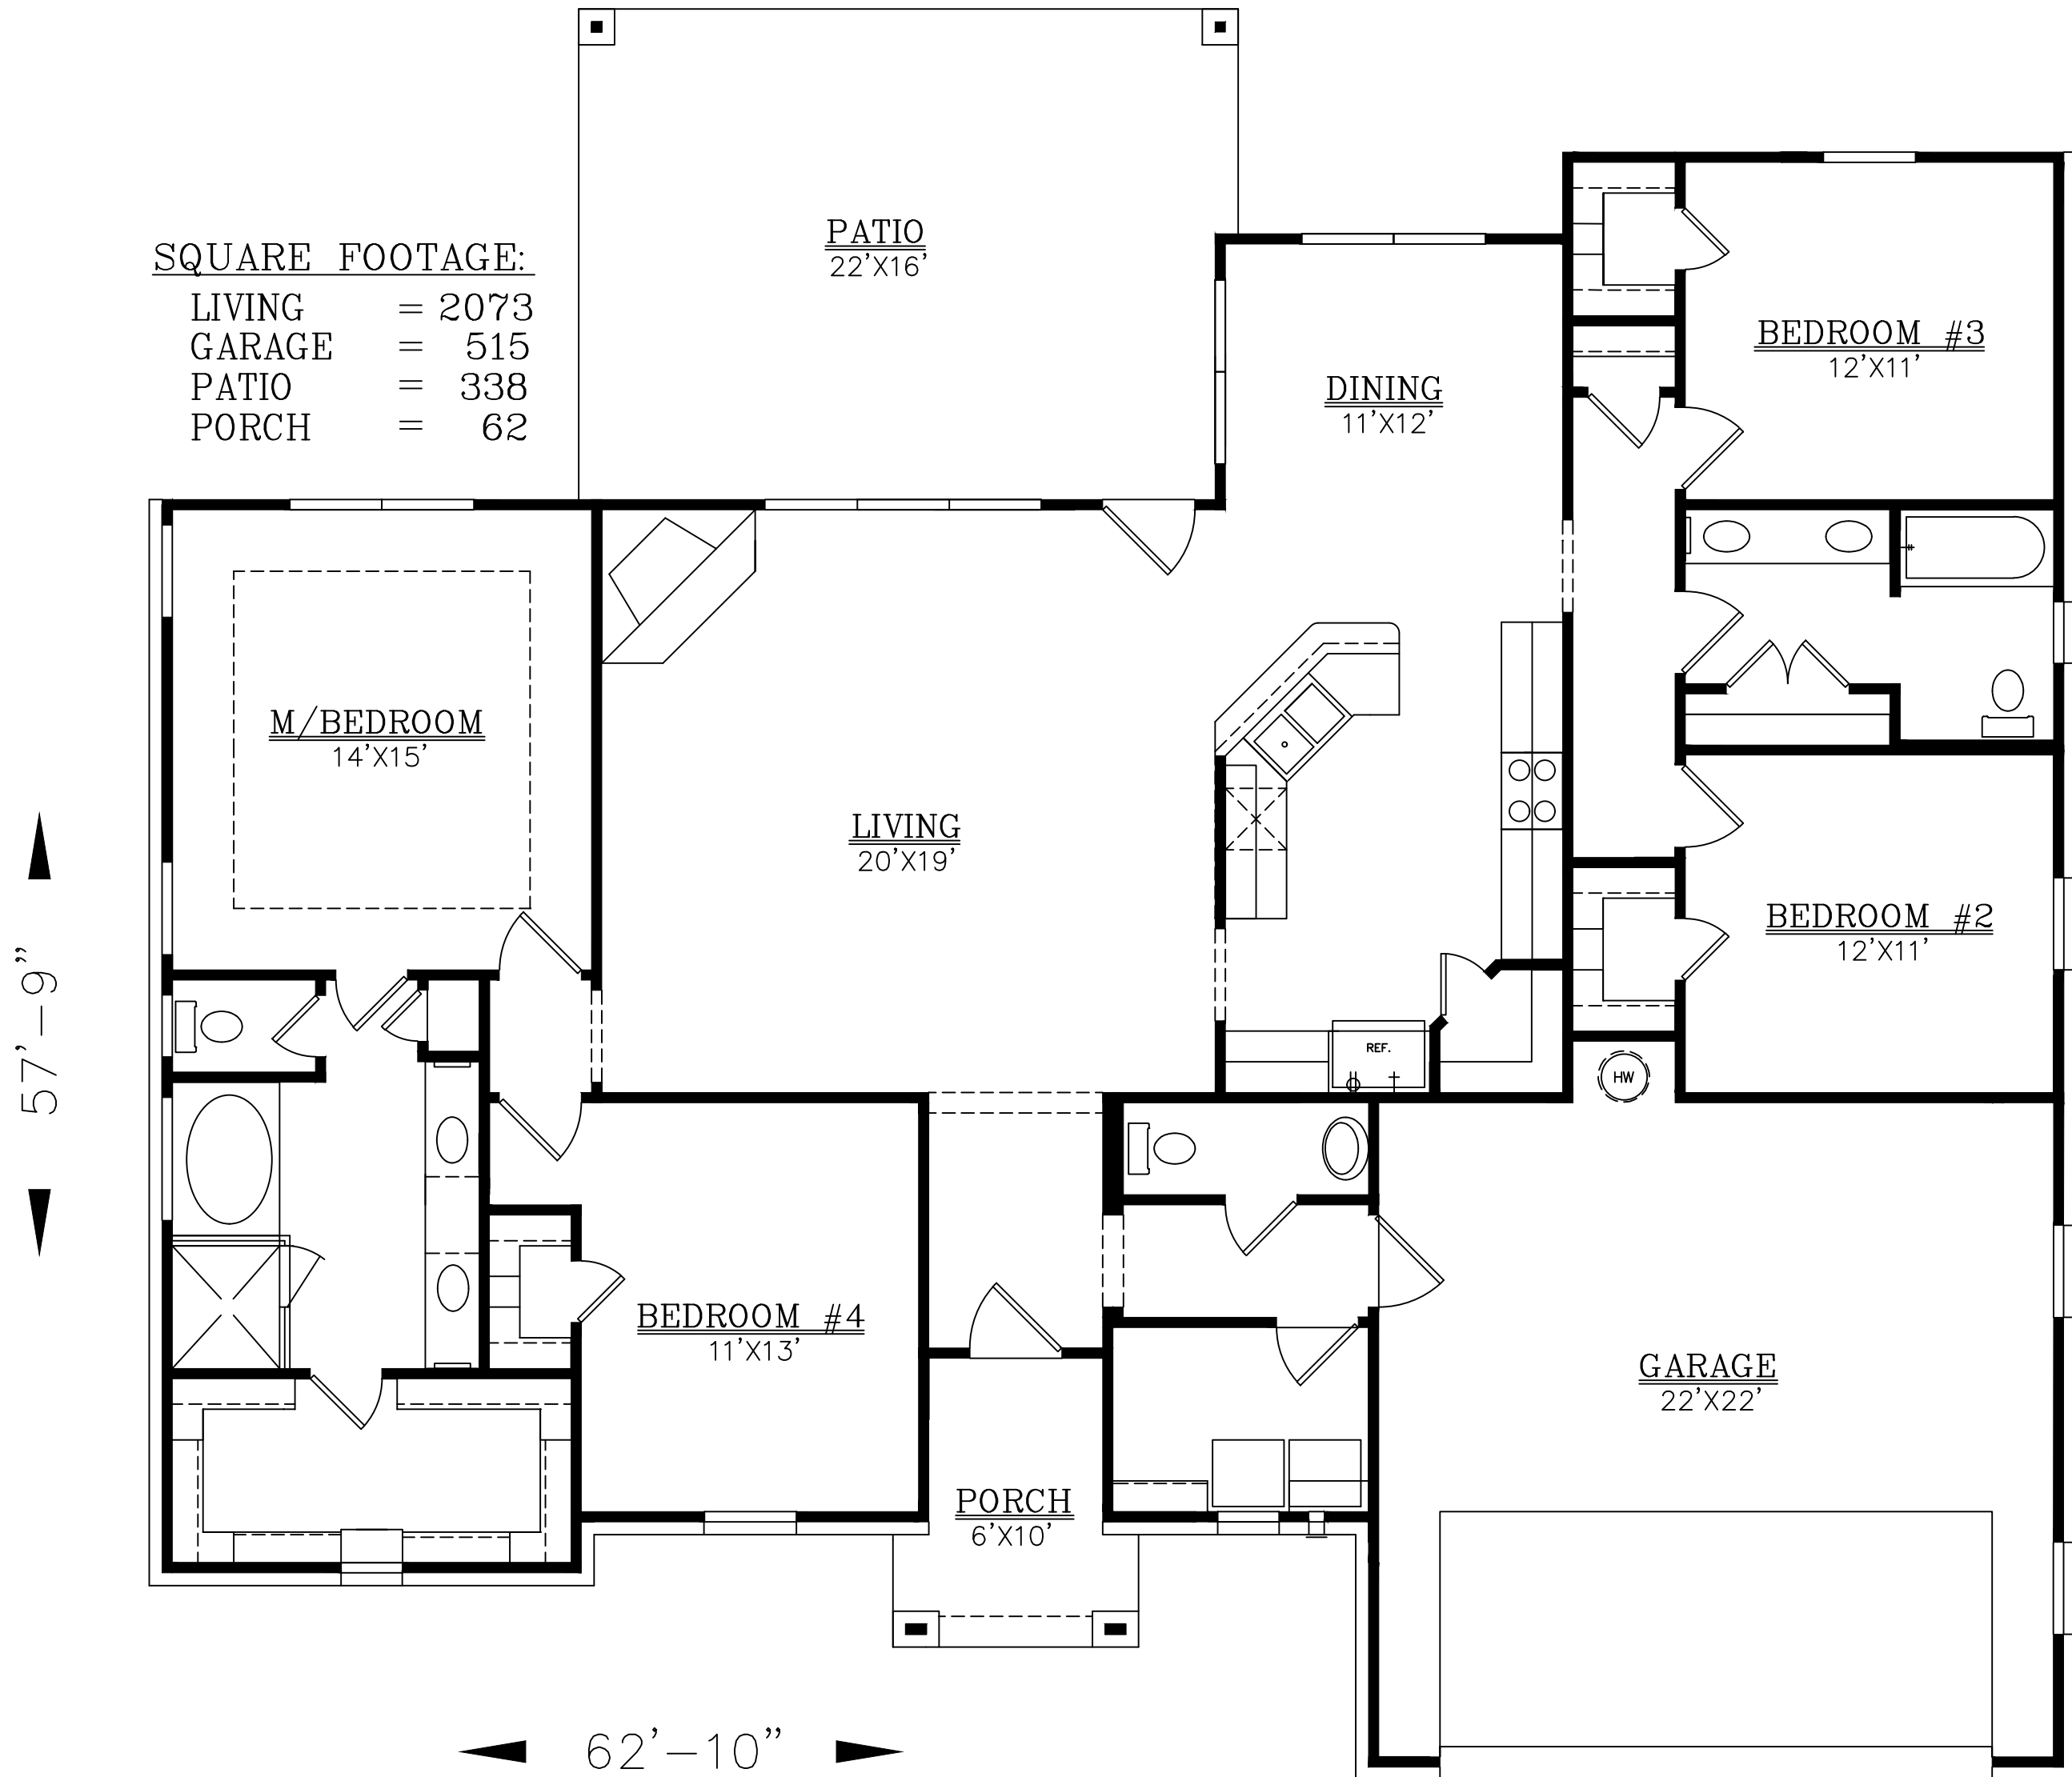 PATIO
22'X16'
SQUARE FOOTAGE:
LIVING = 2073
GARAGE = 515
PATIO = 338
PORCH = 62
BEDROOM #3
12'X11'
DINING
11'X12'
M/BEDROOM
14'X15'
LIVING
20'X19'
BEDROOM #2
12'X11'
57'-9"
REF.
HW
BEDROOM #4
11'X13'
GARAGE
22'X22'
PORCH
6'X10'
62'-10"